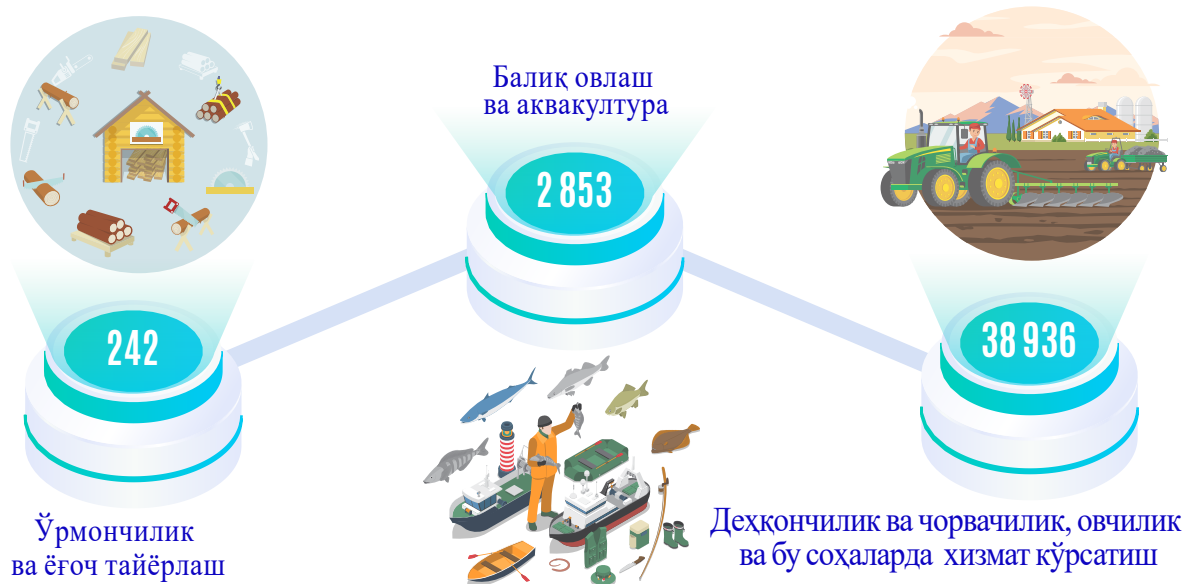 Балиқ овлаш
ва аквакултура
2 853
242
38 936
Ўрмончилик
ва ёғоч тайёрлаш
Деҳқончилик ва чорвачилик, овчилик
ва бу соҳаларда хизмат кўрсатиш